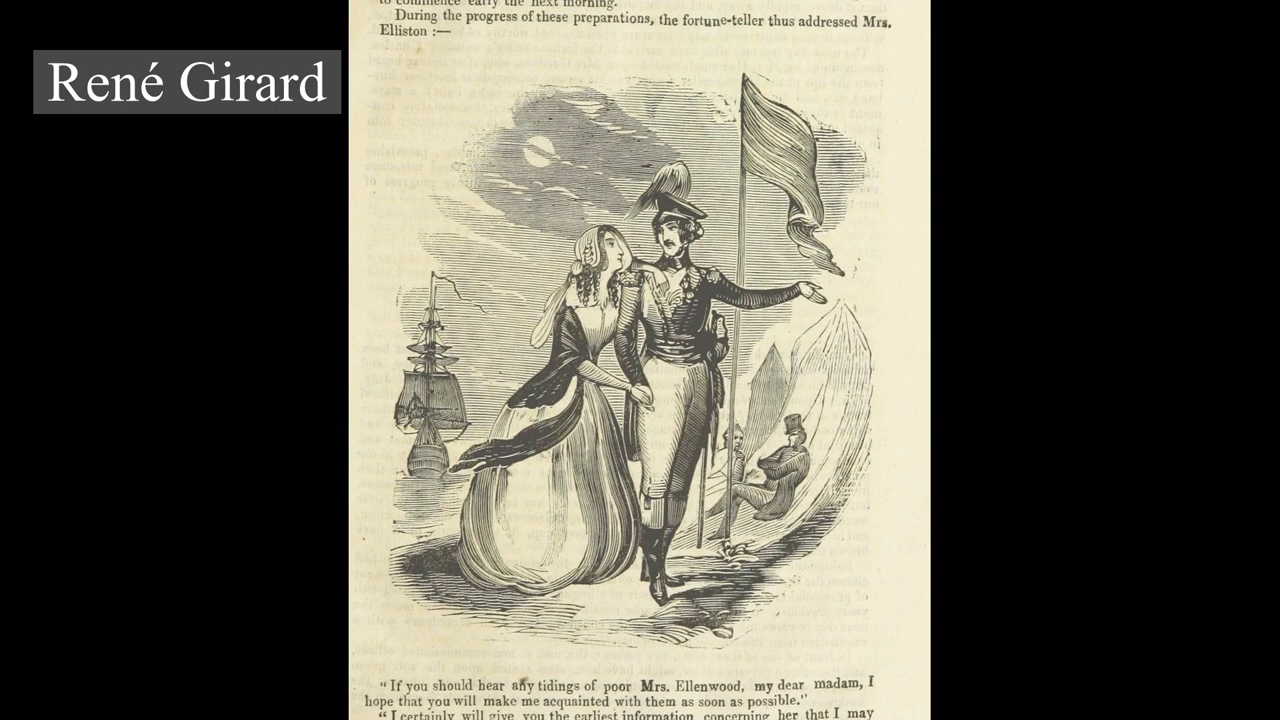 to commence early the next morning.
During the progress of these preparations, the fortune-teller thus addressed Mrs.
Elliston :—
René Girard
“If you should hear any tidings of poor Mrs. Ellenwood, my dear madam, I
hope that you will make me acquainted with them as soon as possible.”
“I certainly will give you the earliest information concerning her that I may